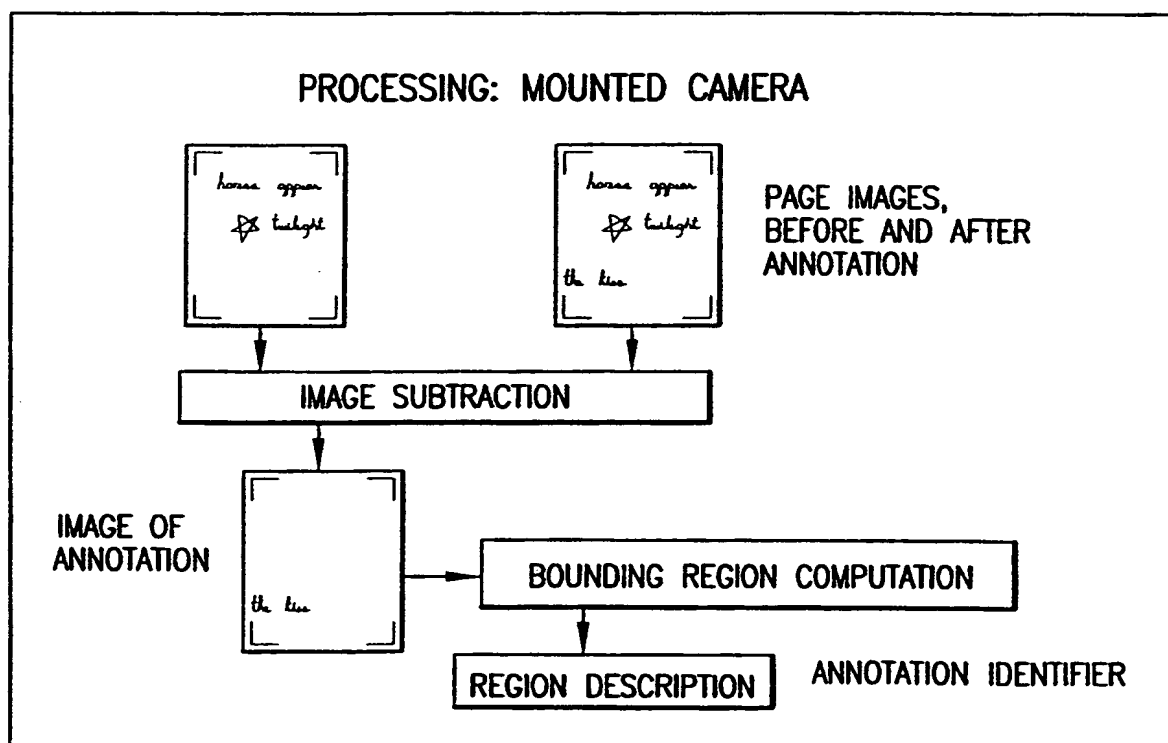 PROCESSING: MOUNTED CAMERA
horses appear
twilight
horses appear
twilight
the kiss
PAGE IMAGES,
BEFORE AND AFTER
ANNOTATION
IMAGE SUBTRACTION
IMAGE OF
ANNOTATION
the kiss
BOUNDING REGION COMPUTATION
REGION DESCRIPTION
ANNOTATION IDENTIFIER